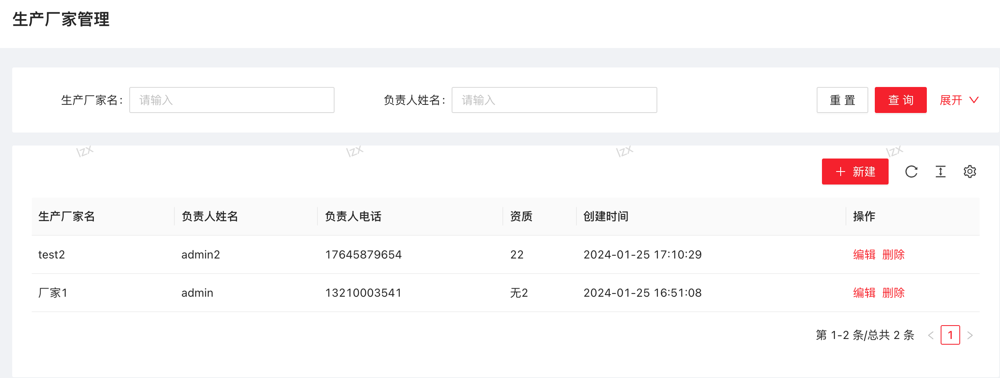 生产厂家管理
生产厂家名: 请输入 负责人姓名: 请输入 重 置 查 询 展开
lzx lzx lzx lzx
新建
生产厂家名 负责人姓名 负责人电话 资质 创建时间 操作
test2 admin2 17645879654 22 2024-01-25 17:10:29 编辑 删除
厂家1 admin 13210003541 无2 2024-01-25 16:51:08 编辑 删除
第 1-2 条/总共 2 条 1